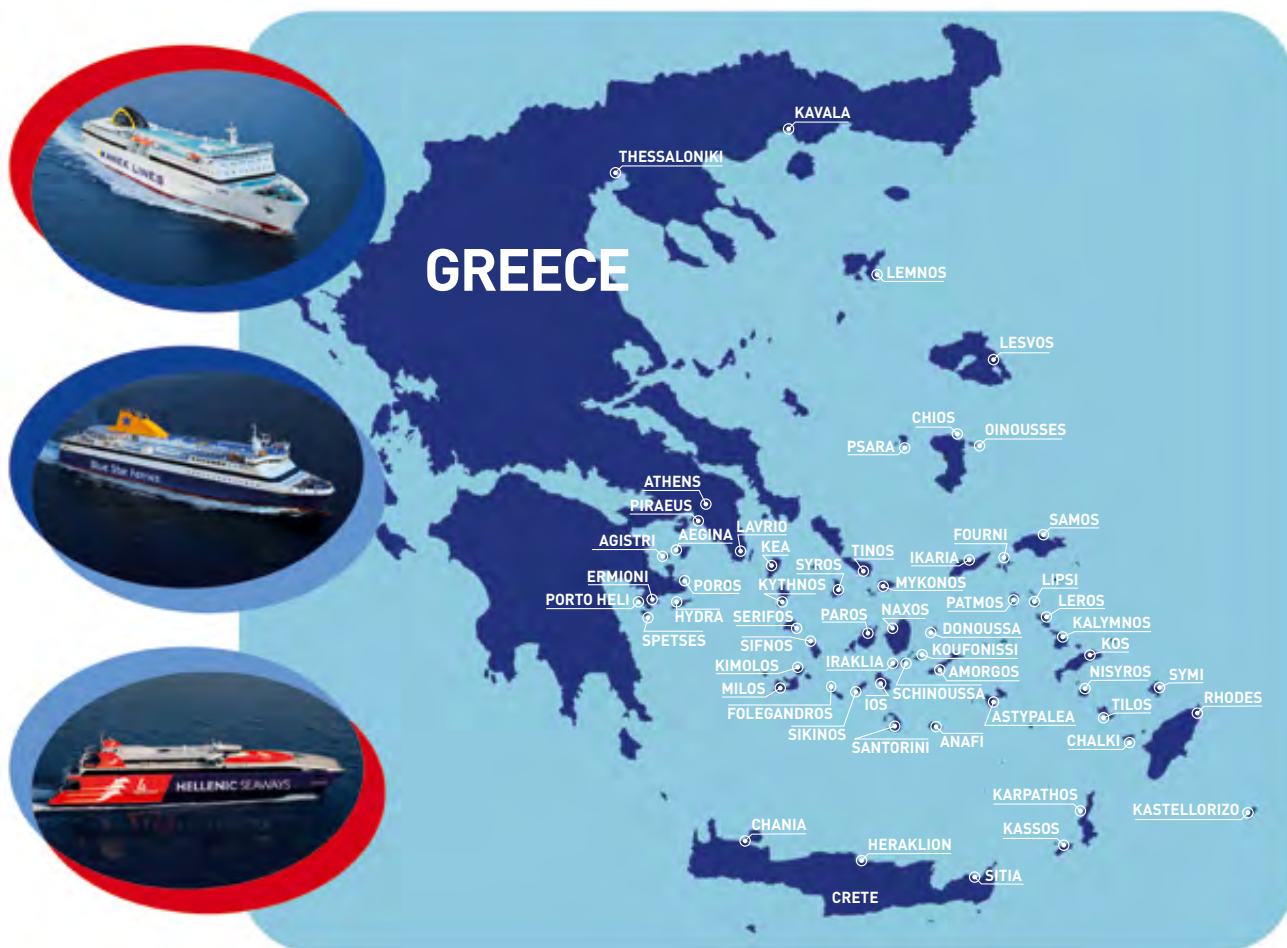 KAVALA
THESSALONIKI
ANEK LINES
GREECE
LEMNOS
LESVOS
CHIOS
OINOUSSES
PSARA
Blue Star Ferries
ATHENS
PIRAEUS
LAVRIO
AEGINA
AGISTRI
KEA
TINOS
SYROS
FOURNI
SAMOS
IKARIA
ERMIONI
POROS
KYTHNOS
MYKONOS
LIPSI
PORTO HELI
HYDRA
SERIFOS
PAROS
NAXOS
PATMOS
LEROS
SPETSES
SIFNOS
DONOUSSA
KALYMNOS
KOUFONISSI
KOS
KIMOLOS
IRAKLIA
AMORGOS
NISYROS
SYMI
MILOS
SCHINOUSSA
IOS
RHODES
FOLEGANDROS
ASTYPALEA
TILOS
SIKINOS
SANTORINI
ANAFI
CHALKI
HELLENIC SEAWAYS
KARPATHOS
KASTELLORIZO
CHANIA
KASSOS
HERAKLION
SITIA
CRETE